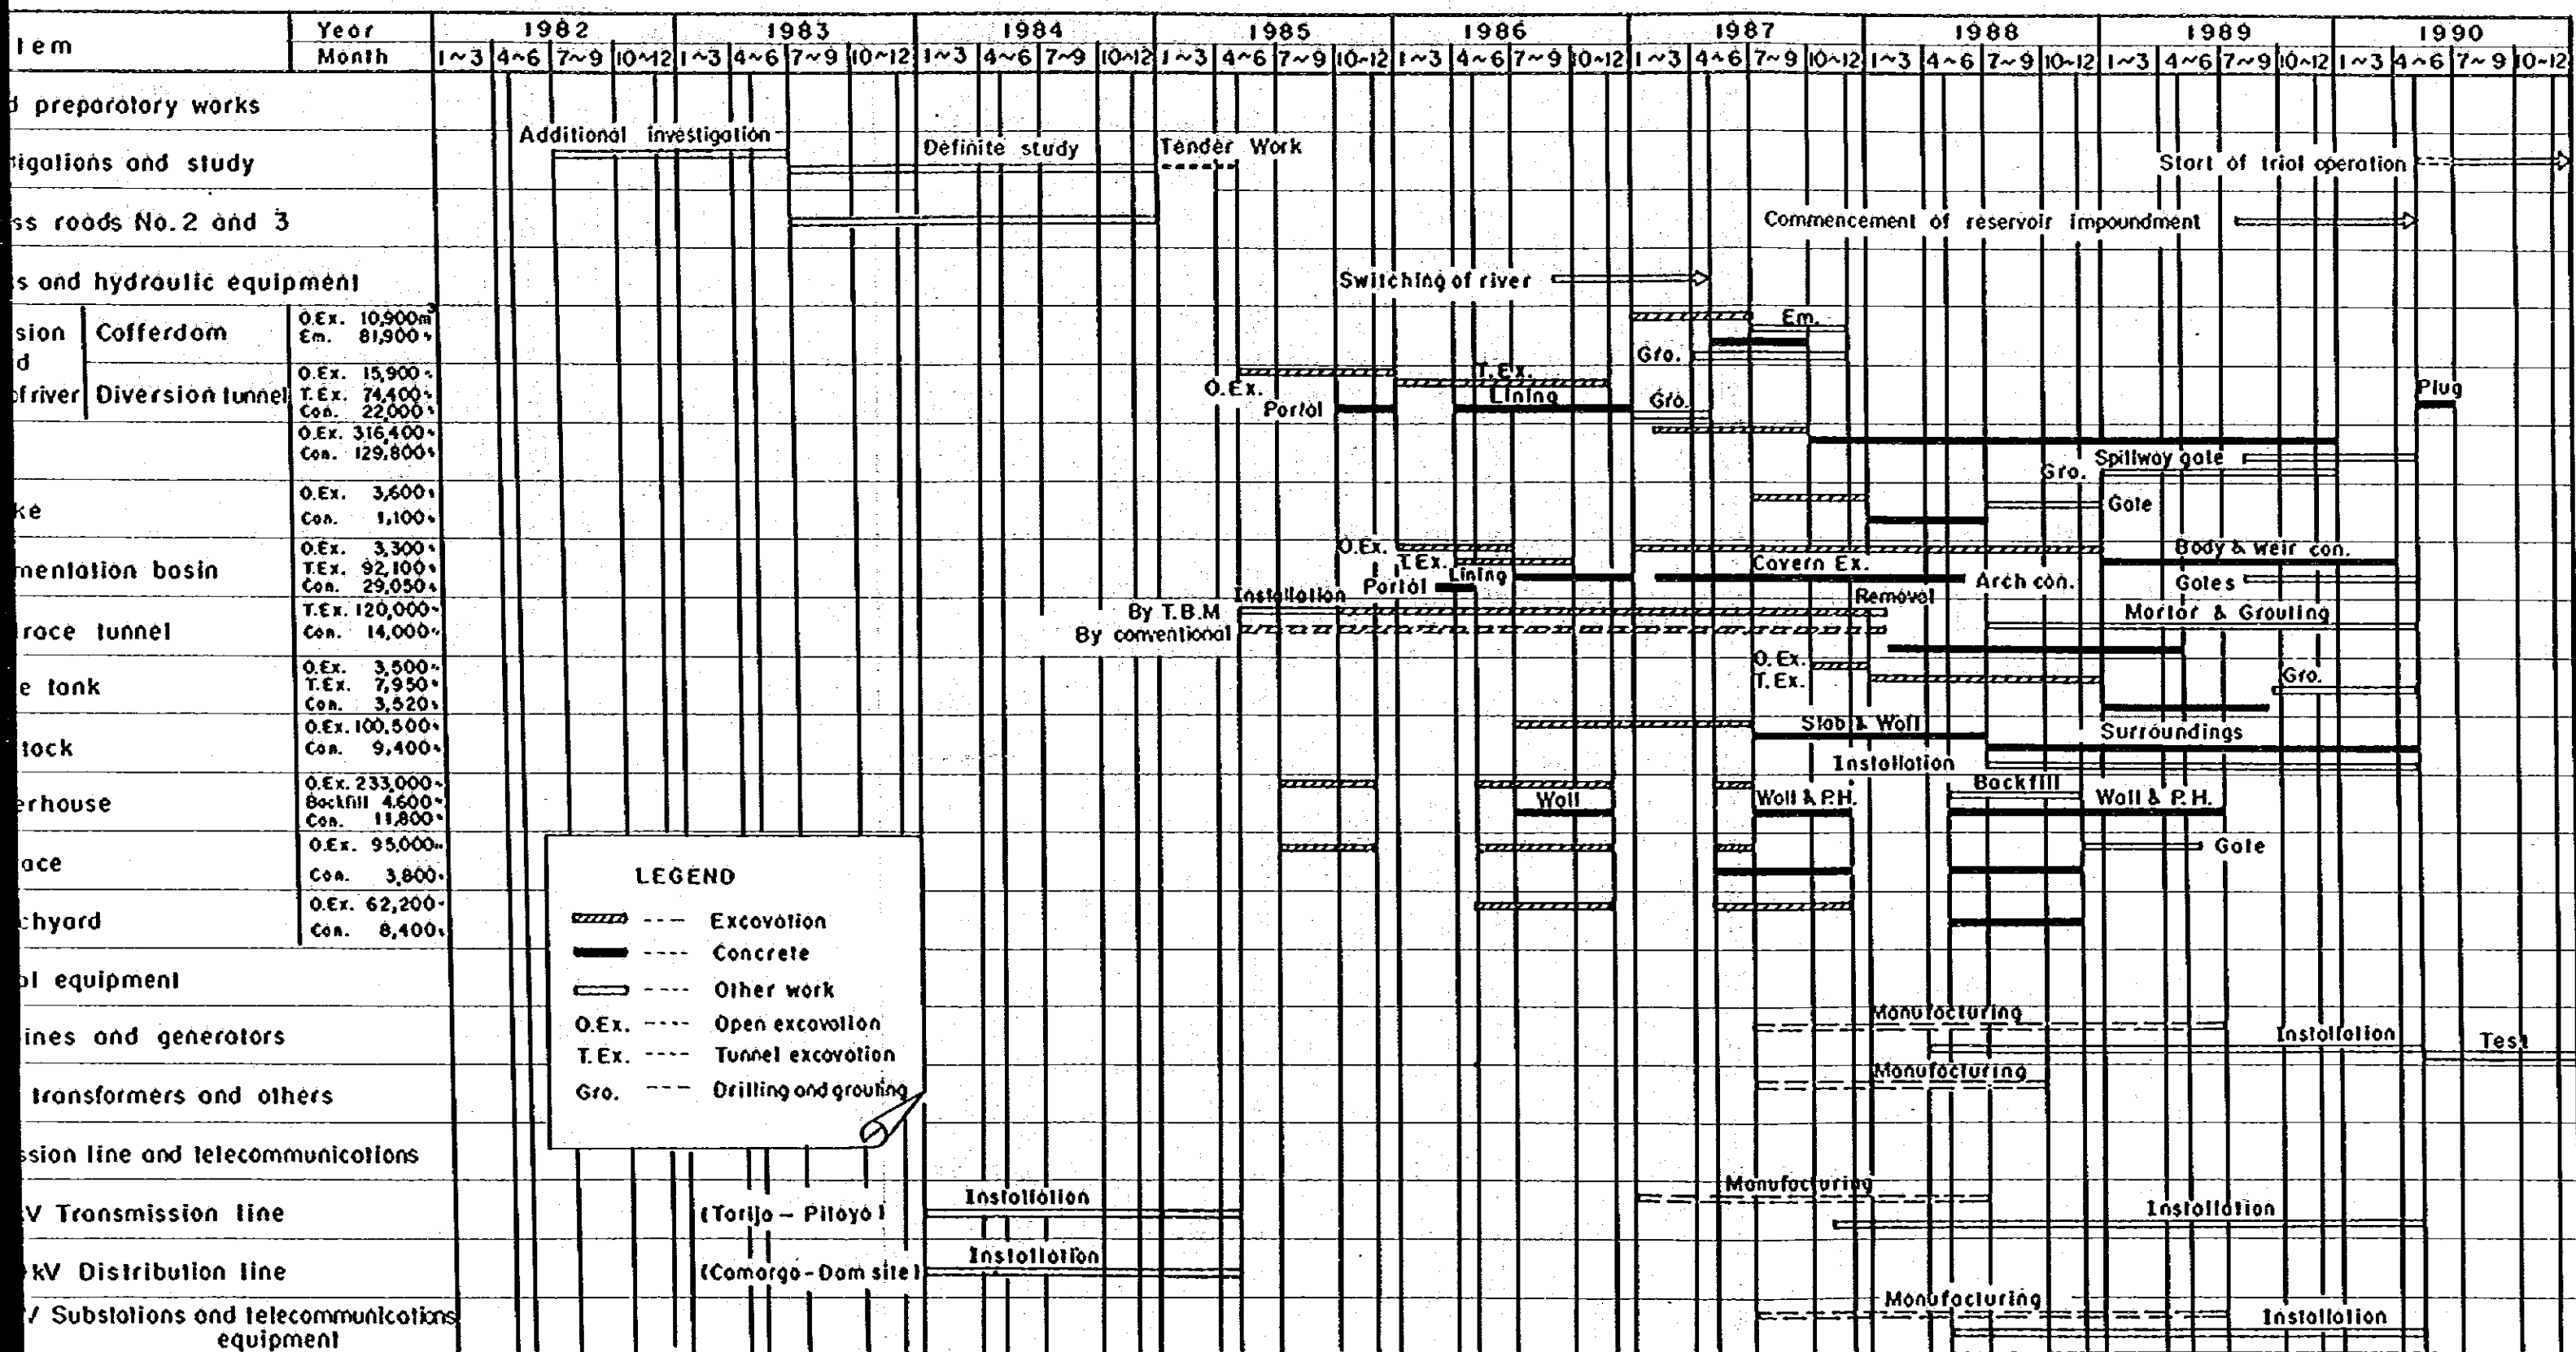 tem Year 1982 1983 1984 1985 1986 1987 1988 1989 1990
Month 1~3 4~6 7~9 10~12 1~3 4~6 7~9 10~12 1~3 4~6 7~9 10~12 1~3 4~6 7~9 10~12 1~3 4~6 7~9 10~12 1~3 4~6 7~9 10~12 1~3 4~6 7~9 10~12 1~3 4~6 7~9 10~12 1~3 4~6 7~9 10~12
d preparatory works
Additional investigation
igations and study Definite study Tender Work Start of trial operation
ss roads No.2 and 3 Commencement of reservoir impoundment
s and hydraulic equipment Switching of river
sion Cofferdam O.Ex. 10,900m³ Em.
d Em. 81,900 〃 Gro.
of river Diversion tunnel O.Ex. 15,900 〃 O.Ex. T.Ex.
T.Ex. 74,400 〃 Lining Plug
Con. 22,000 〃 Portal Gro.
O.Ex. 316,400 〃
Con. 129,800 〃 Spillway gate
Gro.
ke O.Ex. 3,600 〃 Gate
Con. 1,100 〃
mentation basin O.Ex. 3,300 〃 O.Ex. Body & weir con.
T.Ex. 92,100 〃 T.Ex. Cavern Ex.
Con. 29,050 〃 Portal Lining Arch con. Gates
race tunnel T.Ex. 120,000 〃 By T.B.M Installation Removal Mortar & Grouting
Con. 14,000 〃 By conventional
e tank O.Ex. 3,500 〃 O.Ex.
T.Ex. 7,950 〃 T.Ex. Gro.
Con. 3,520 〃
tock O.Ex. 100,500 〃 Slab & Wall Surroundings
Con. 9,400 〃 Installation
erhouse O.Ex. 233,000 〃 Backfill
Backfill 4,600 〃 Wall Wall & P.H. Wall & P.H.
Con. 11,800 〃
ace O.Ex. 95,000 〃 Gate
Con. 3,800 〃
chyard O.Ex. 62,200 〃
Con. 8,400 〃
LEGEND
---- Excavation
---- Concrete
---- Other work
O.Ex. ---- Open excavation
T.Ex. ---- Tunnel excavation
Gro. --- Drilling and grouting
al equipment
ines and generators Manufacturing Installation Test
transformers and others Manufacturing
ssion line and telecommunications
V Transmission line (Tarija - Pilaya) Installation Manufacturing Installation
kV Distribution line (Camargo-Dam site) Installation
V Substations and telecommunications equipment Manufacturing Installation